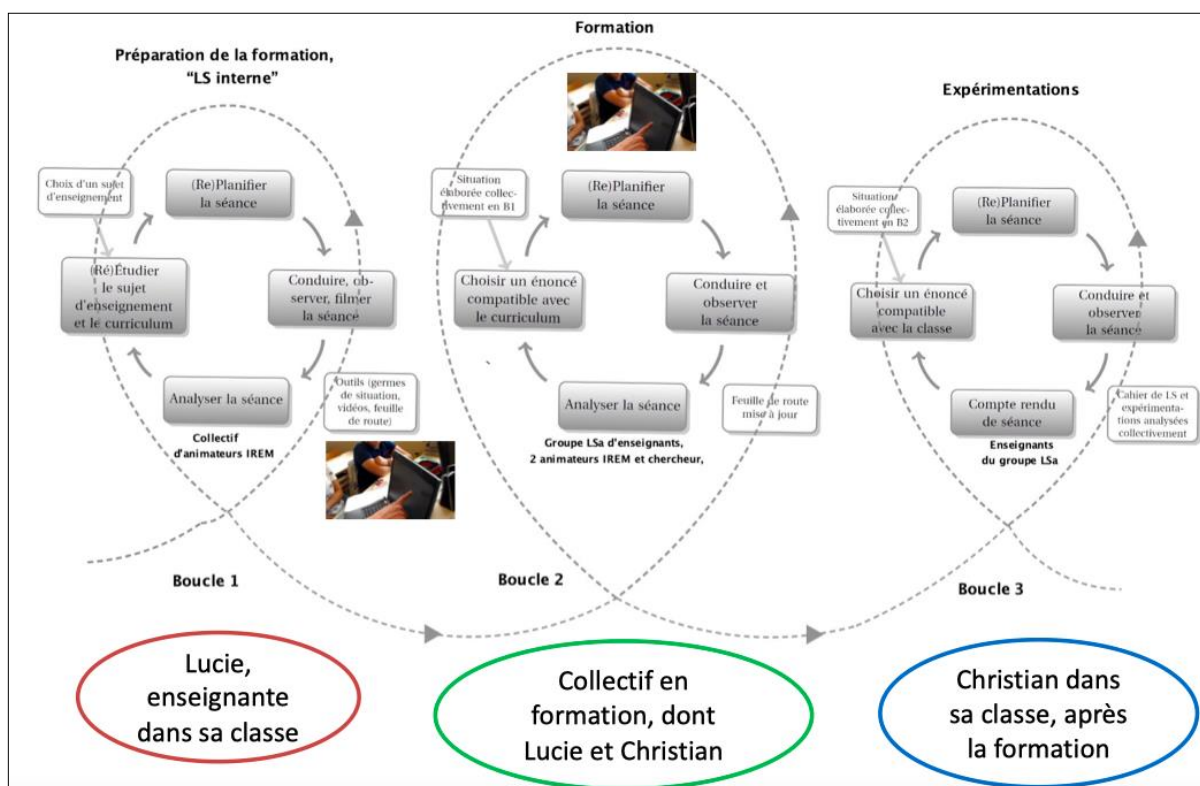 Préparation de la formation,
"LS interne"
Choix d'un sujet
d'enseignement
(Re)Planifier
la séance
(Ré)Étudier
le sujet
d'enseignement
et le curriculum
Conduire, ob-
server, filmer
la séance
Analyser la séance
Outils (germes
de situation,
vidéos, feuille
de route)
Collectif
d'animateurs IREM
Boucle 1
Formation
Situation
élaborée collec-
tivement en B1
(Re)Planifier
la séance
Choisir un énoncé
compatible avec
le curriculum
Conduire et
observer
la séance
Analyser la séance
Feuille de route
mise à jour
Groupe LSa d'enseignants,
2 animateurs IREM et chercheur,
Boucle 2
Expérimentations
Situation
élaborée collec-
tivement en B2
(Re)Planifier
la séance
Choisir un énoncé
compatible
avec la classe
Conduire et
observer
la séance
Compte rendu
de séance
Cahier de LS et
expérimenta-
tions analysées
collectivement
Enseignants
du groupe LSa
Boucle 3
Lucie,
enseignante
dans sa classe
Collectif en
formation, dont
Lucie et Christian
Christian dans
sa classe, après
la formation